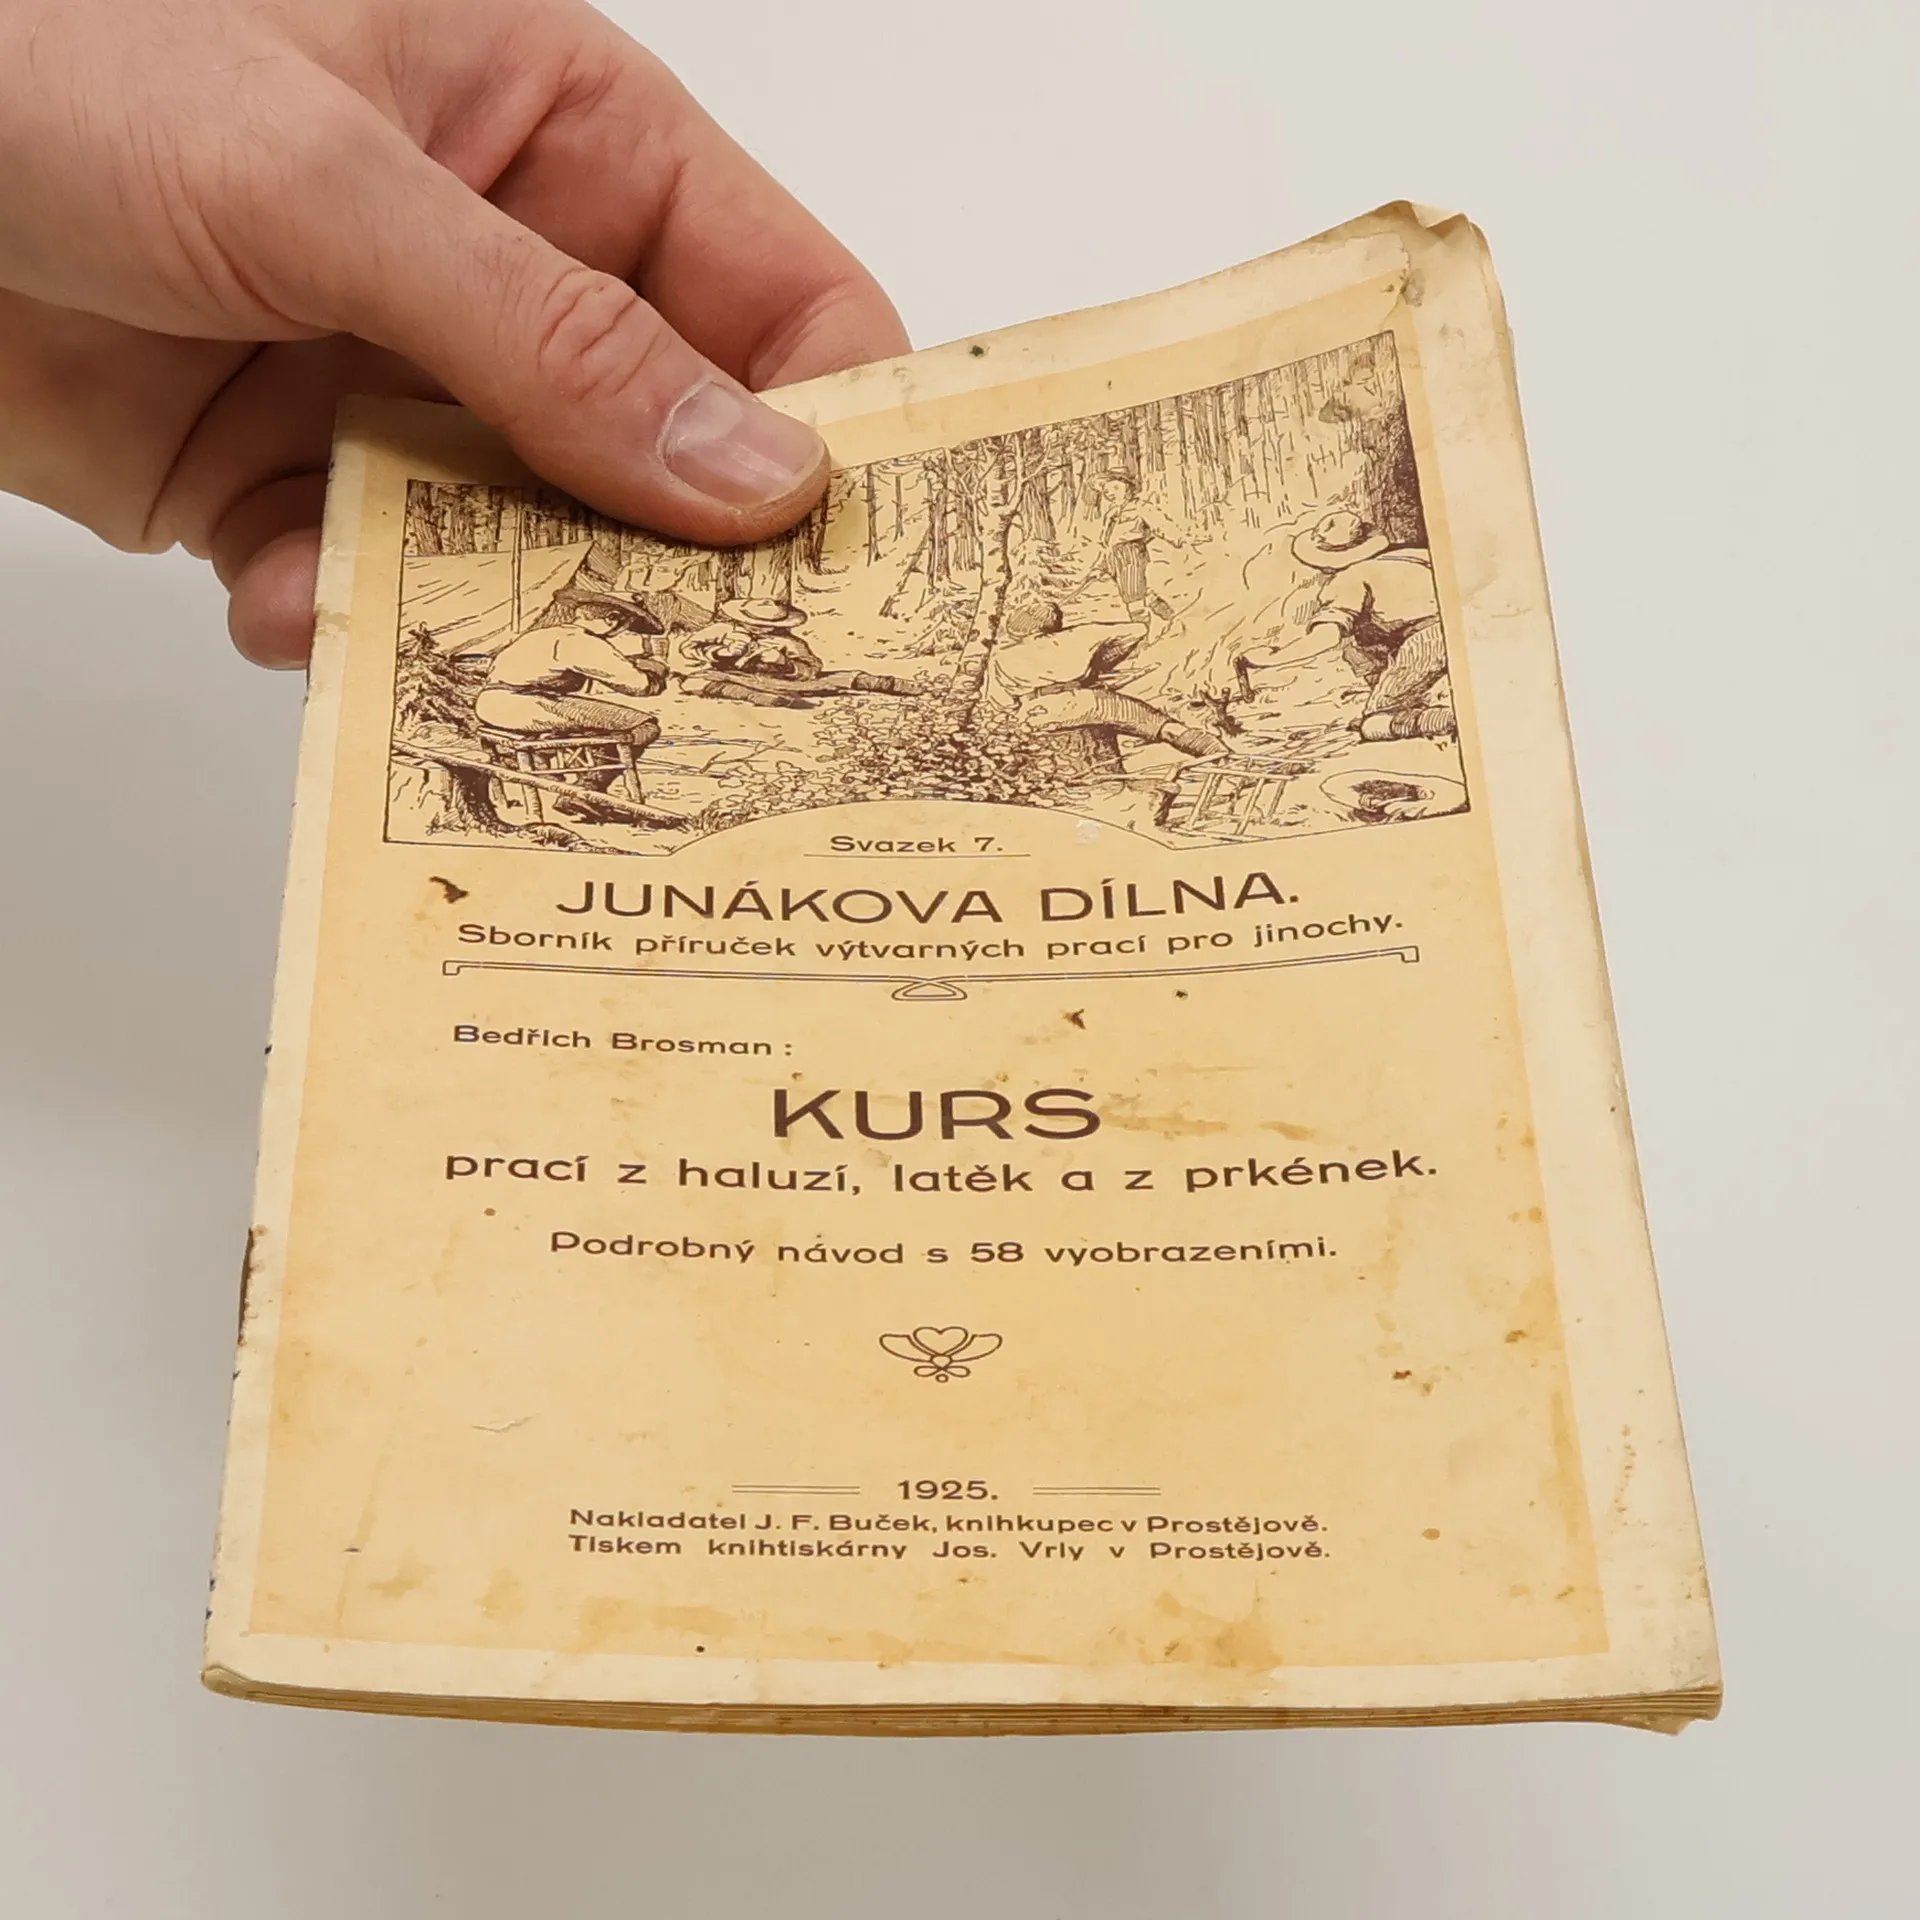 Svazek 7.
JUNÁKOVA DÍLNA.
Sborník příruček výtvarných prací pro jinochy.
Bedřich Brosman:
KURS
prací z haluzí, latěk a z prkének.
Podrobný návod s 58 vyobrazeními.
1925.
Nakladatel J. F. Buček, knihkupec v Prostějově.
Tiskem knihtiskárny Jos. Vrly v Prostějově.